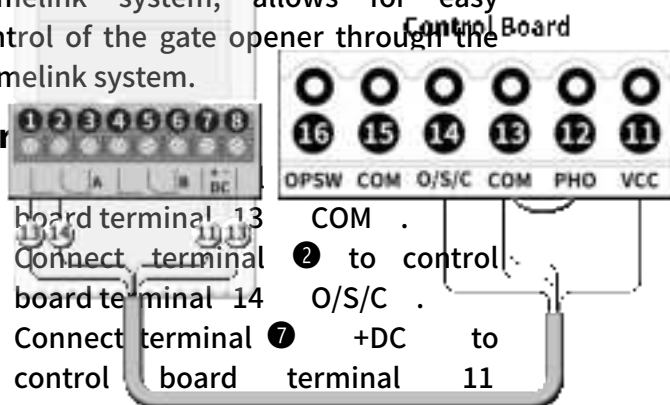 system, allows for easy
Control Board
control of the gate opener through the
melink system.
1 2 3 4 5 6 7 8
16 15 14 13 12 11
A B + - DC
OPSW COM O/S/C COM PHO VCC
board terminal 13 COM .
13 14 11 13
Connect terminal ❷ to control
board terminal 14 O/S/C .
Connect terminal ❼ +DC to
control board terminal 11